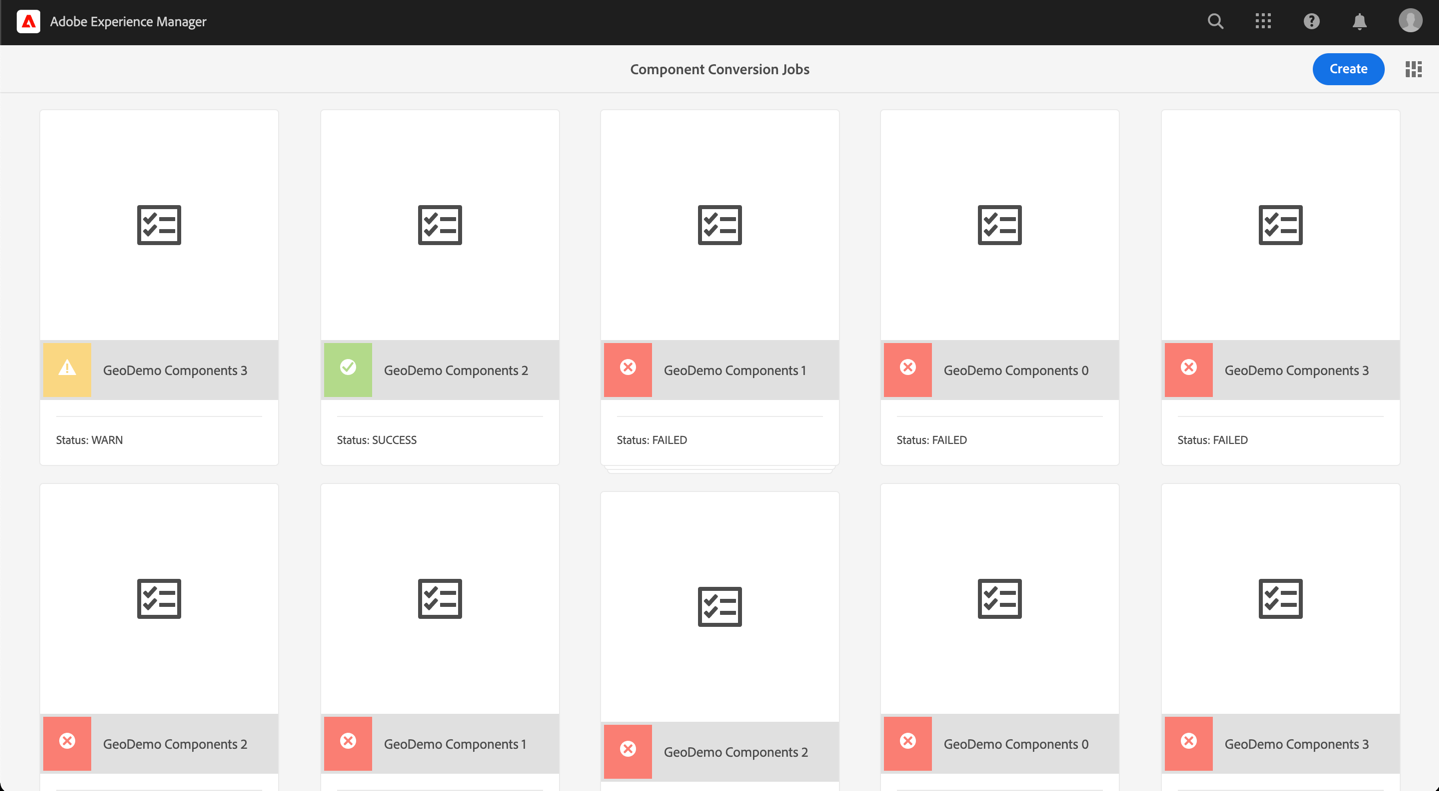 Adobe Experience Manager
Component Conversion Jobs
Create
GeoDemo Components 3
GeoDemo Components 2
GeoDemo Components 1
GeoDemo Components 0
GeoDemo Components 3
Status: WARN
Status: SUCCESS
Status: FAILED
Status: FAILED
Status: FAILED
GeoDemo Components 2
GeoDemo Components 1
GeoDemo Components 2
GeoDemo Components 0
GeoDemo Components 3